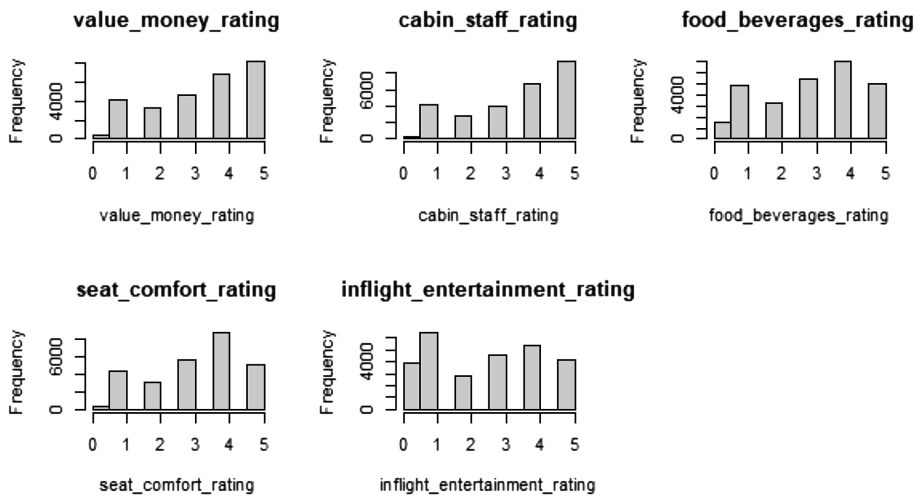 value_money_rating
Frequency
4000
0
0 1 2 3 4 5
value_money_rating
cabin_staff_rating
Frequency
6000
0
0 1 2 3 4 5
cabin_staff_rating
food_beverages_rating
Frequency
4000
0
0 1 2 3 4 5
food_beverages_rating
seat_comfort_rating
Frequency
6000
0
0 1 2 3 4 5
seat_comfort_rating
inflight_entertainment_rating
Frequency
4000
0
0 1 2 3 4 5
inflight_entertainment_rating